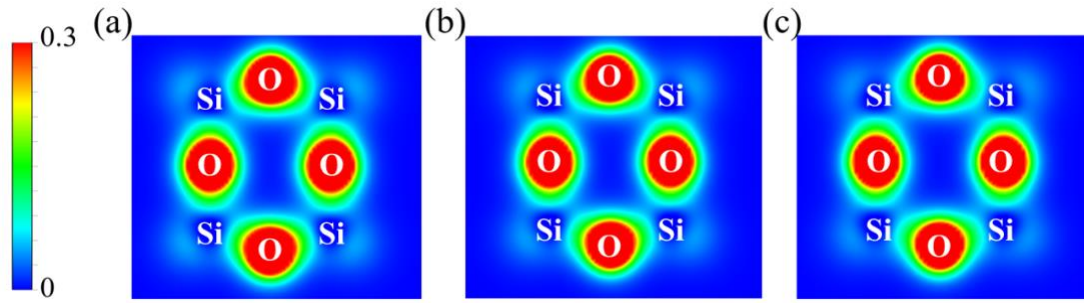 (a) (b) (c)
0.3
O O O
Si Si Si Si Si Si
O O O O O O
Si Si Si Si Si Si
O O O
0